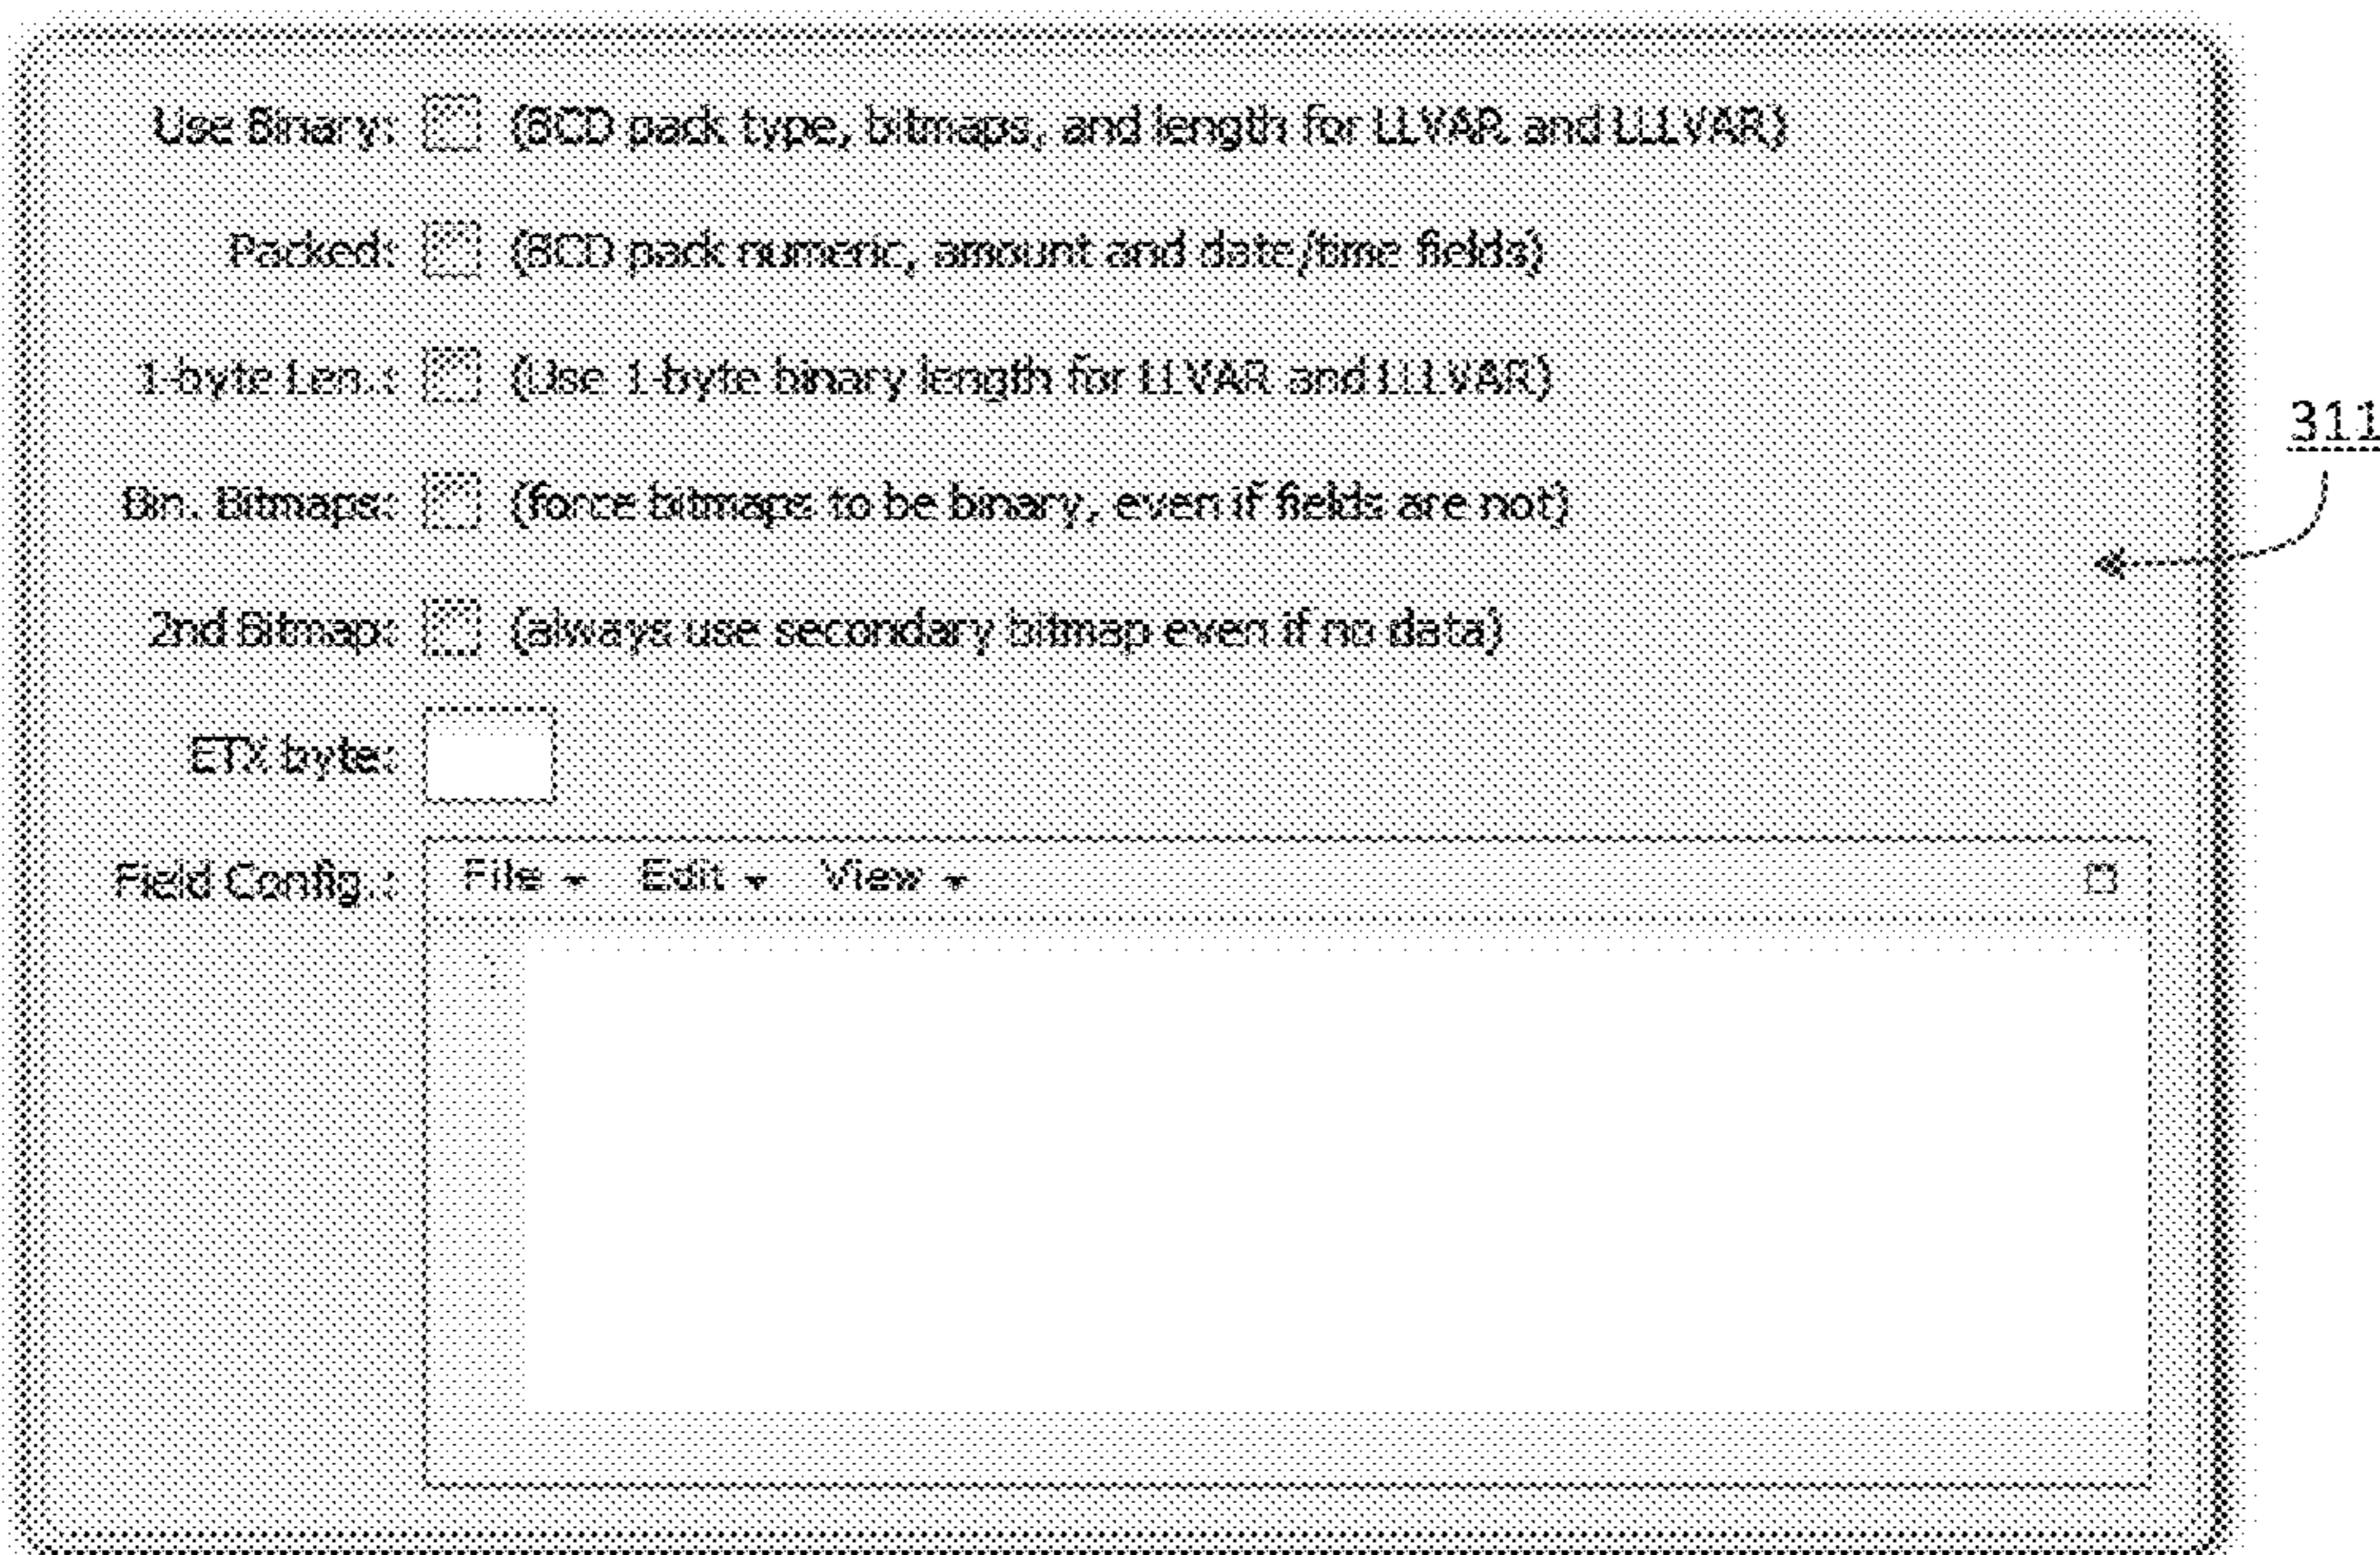 Use Binary: (BCD pack type, bitmaps, and length for LLVAR and LLLVAR)
Packed: (BCD pack numeric, amount and date/time fields)
1-byte Len.: (Use 1-byte binary length for LLVAR and LLLVAR)
311
Bin. Bitmaps: (force bitmaps to be binary, even if fields are not)
2nd Bitmap: (always use secondary bitmap even if no data)
ETX byte:
Field Config.: File Edit View